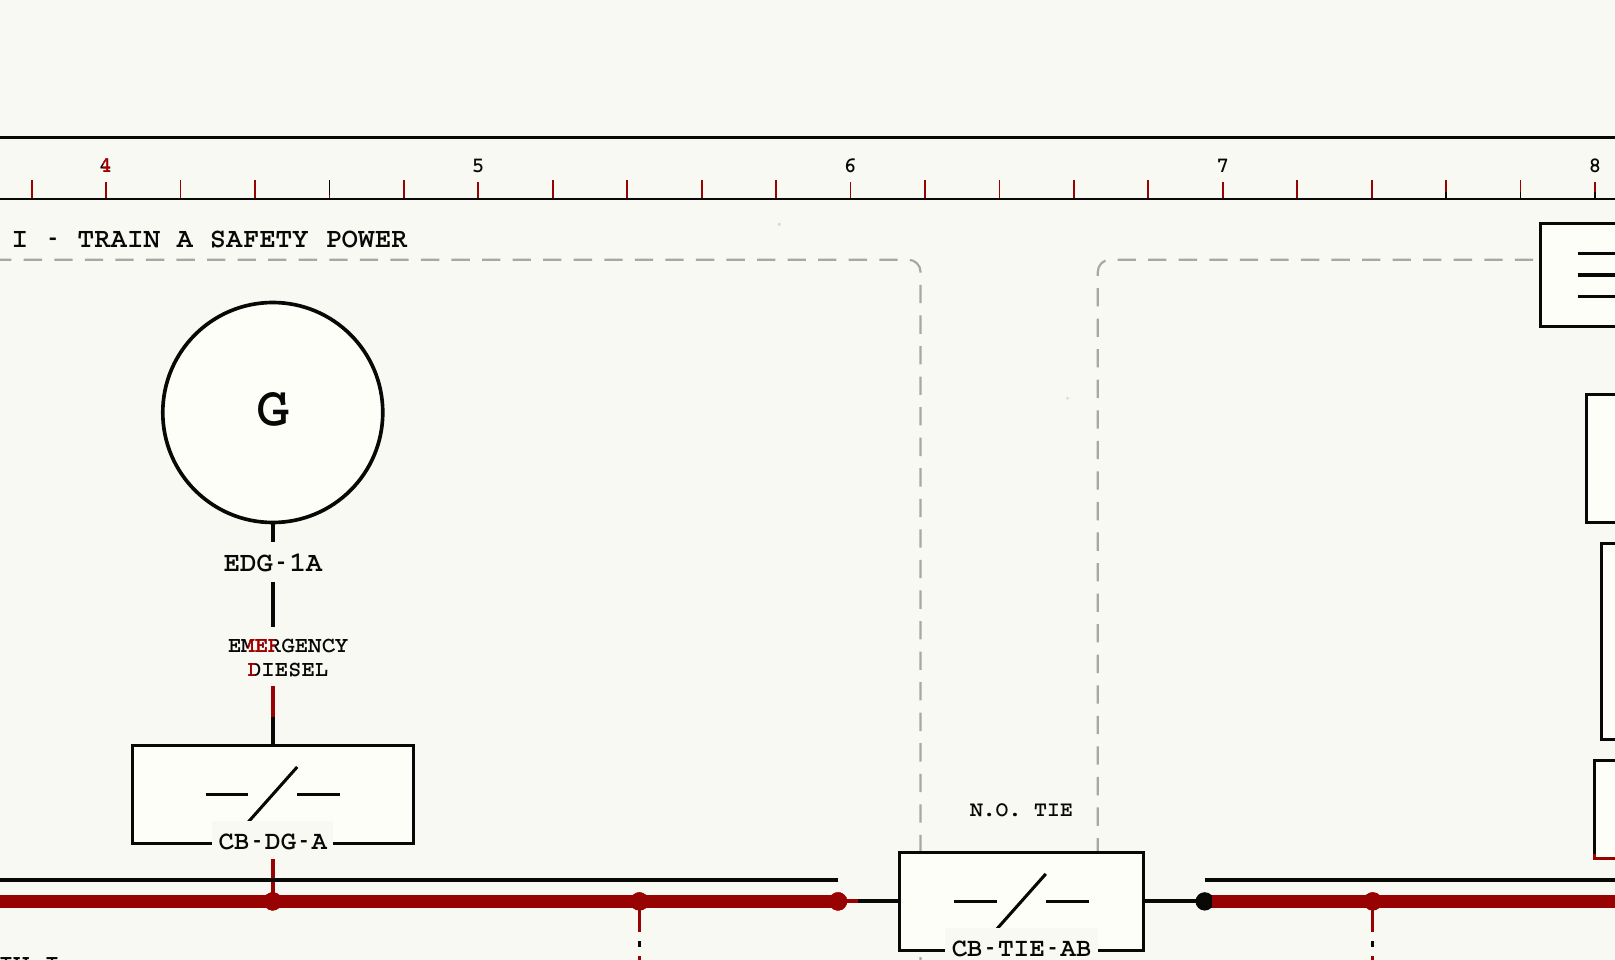 4 5 6 7 8
I - TRAIN A SAFETY POWER
G
EDG-1A
EMERGENCY
DIESEL
CB-DG-A
N.O. TIE
CB-TIE-AB